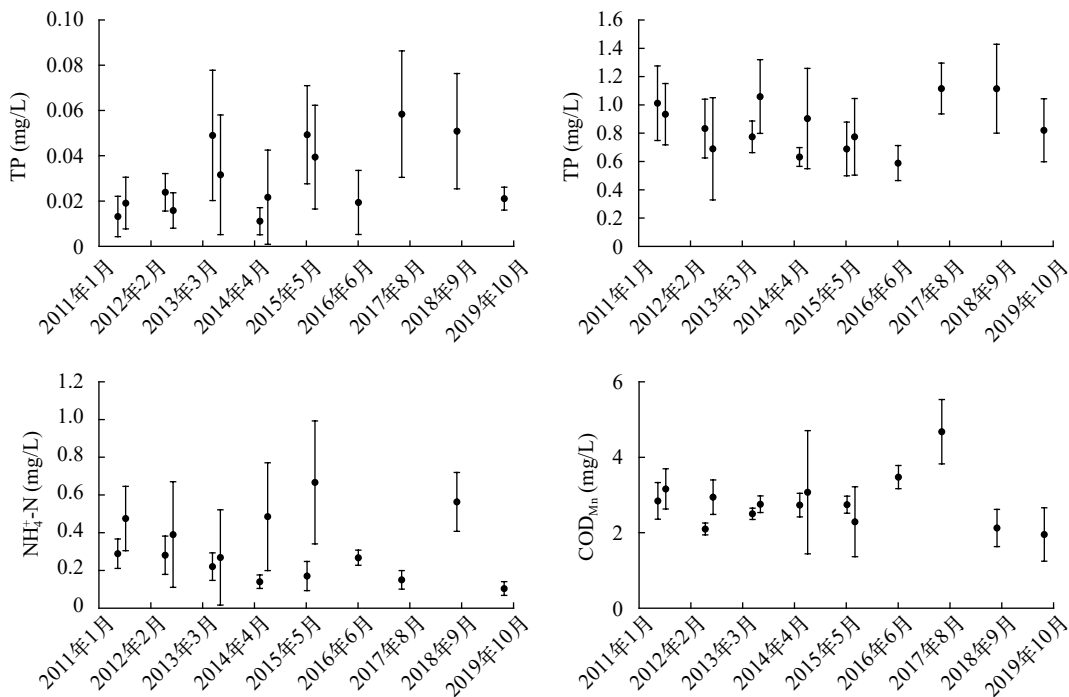 TP (mg/L)
0.10
0.08
0.06
0.04
0.02
0
2011年1月
2012年2月
2013年3月
2014年4月
2015年5月
2016年6月
2017年8月
2018年9月
2019年10月
TP (mg/L)
1.6
1.4
1.2
1.0
0.8
0.6
0.4
0.2
0
2011年1月
2012年2月
2013年3月
2014年4月
2015年5月
2016年6月
2017年8月
2018年9月
2019年10月
NH₄⁺-N (mg/L)
1.2
1.0
0.8
0.6
0.4
0.2
0
2011年1月
2012年2月
2013年3月
2014年4月
2015年5月
2016年6月
2017年8月
2018年9月
2019年10月
COD_Mn (mg/L)
6
4
2
0
2011年1月
2012年2月
2013年3月
2014年4月
2015年5月
2016年6月
2017年8月
2018年9月
2019年10月